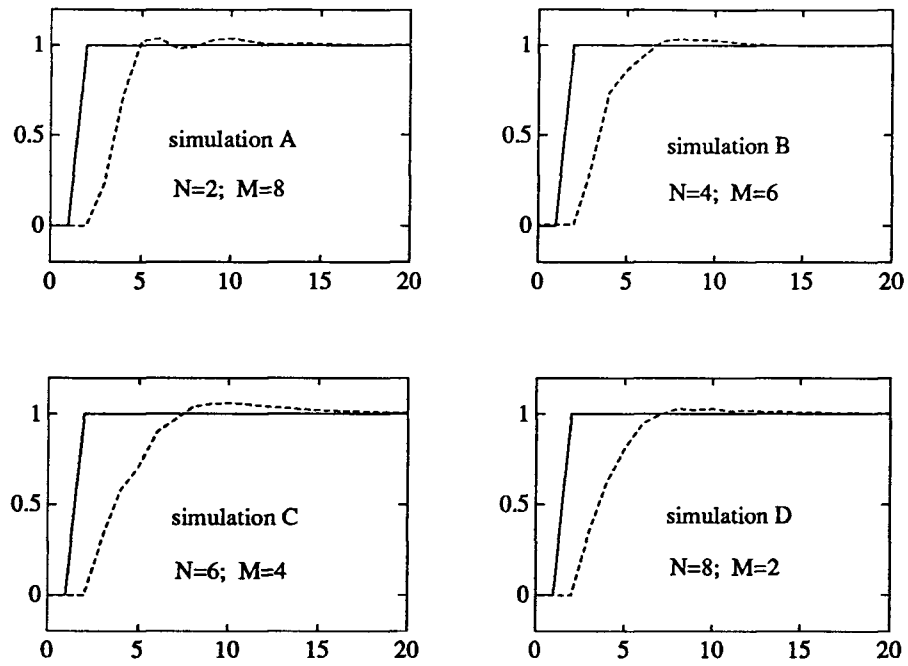 1
0.5
0
simulation A
N=2; M=8
0 5 10 15 20
1
0.5
0
simulation B
N=4; M=6
0 5 10 15 20
1
0.5
0
simulation C
N=6; M=4
0 5 10 15 20
1
0.5
0
simulation D
N=8; M=2
0 5 10 15 20